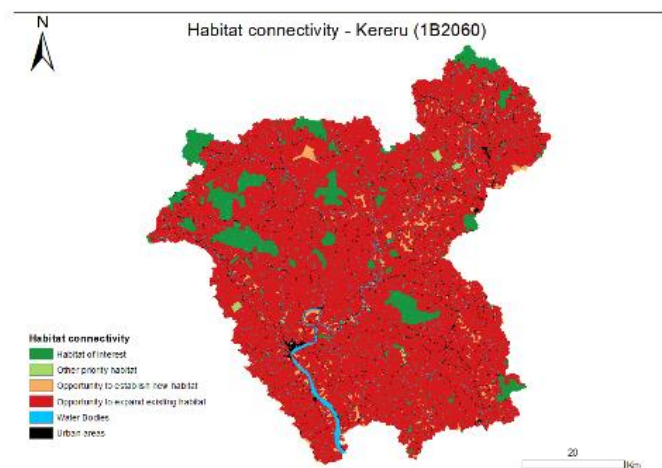 N
Habitat connectivity - Kereru (1B2060)
Habitat connectivity
Habitat of interest
Other priority habitat
Opportunity to establish new habitat
Opportunity to expand existing habitat
Water Bodies
Urban areas
20
Km